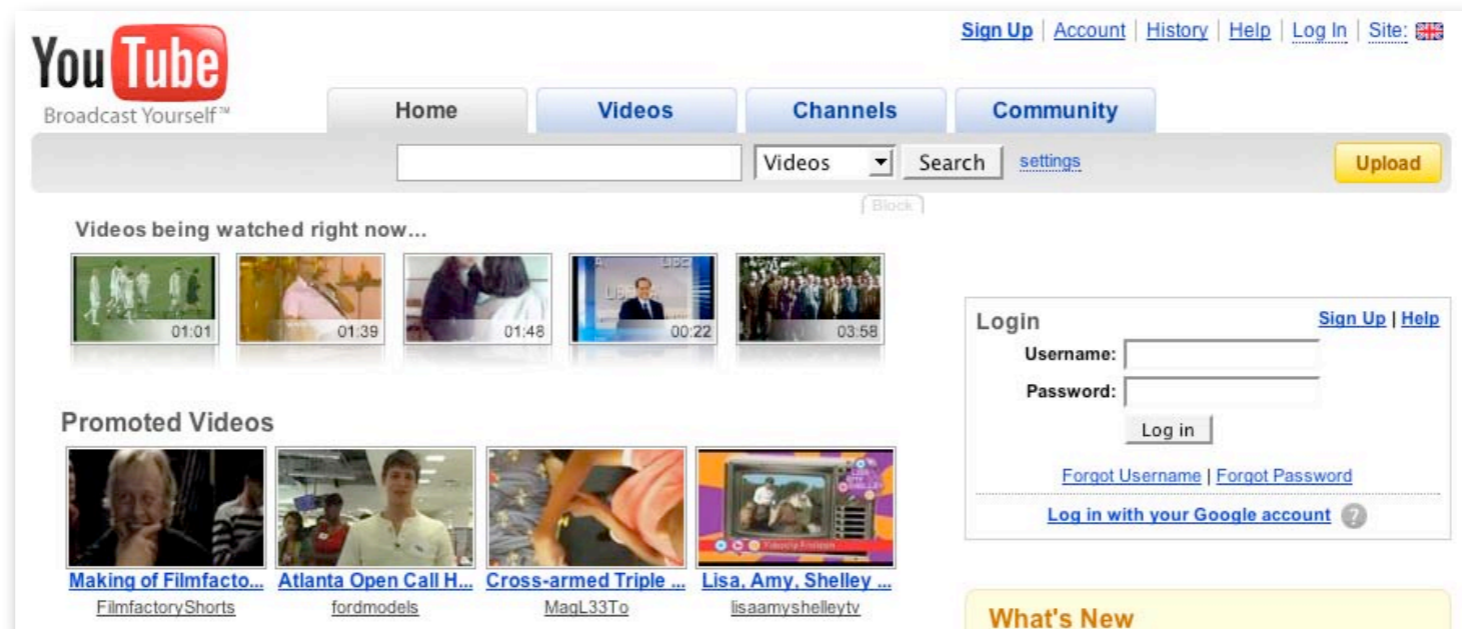 Sign Up | Account | History | Help | Log In | Site:
YouTube
Broadcast Yourself™
Home Videos Channels Community
Videos Search settings Upload
Block
Videos being watched right now...
01:01 01:39 01:48 00:22 03:58
Login Sign Up | Help
Username:
Password:
Log in
Forgot Username | Forgot Password
Log in with your Google account ?
Promoted Videos
Making of Filmfacto... Atlanta Open Call H... Cross-armed Triple ... Lisa, Amy, Shelley ...
FilmfactoryShorts fordmodels MagL33To lisaamyshelleytv
What's New